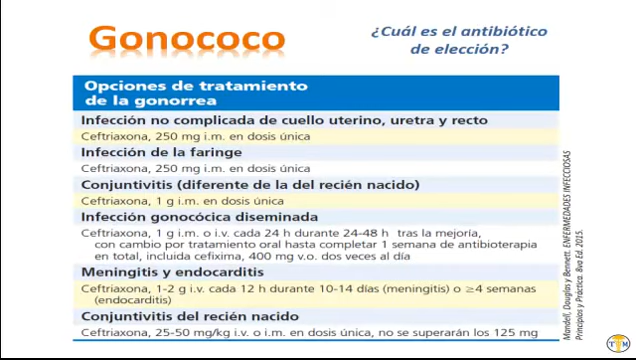 Gonococo
¿Cuál es el antibiótico
de elección?
Opciones de tratamiento
de la gonorrea
Infección no complicada de cuello uterino, uretra y recto
Ceftriaxona, 250 mg i.m. en dosis única
Infección de la faringe
Ceftriaxona, 250 mg i.m. en dosis única
Conjuntivitis (diferente de la del recién nacido)
Ceftriaxona, 1 g i.m. en dosis única
Infección gonocócica diseminada
Ceftriaxona, 1 g i.m. o i.v. cada 24 h durante 24-48 h tras la mejoría,
con cambio por tratamiento oral hasta completar 1 semana de antibioterapia
en total, incluida cefixima, 400 mg v.o. dos veces al día
Meningitis y endocarditis
Ceftriaxona, 1-2 g i.v. cada 12 h durante 10-14 días (meningitis) o ≥4 semanas
(endocarditis)
Conjuntivitis del recién nacido
Ceftriaxona, 25-50 mg/kg i.v. o i.m. en dosis única, no se superarán los 125 mg
Mandell, Douglas y Bennett. ENFERMEDADES INFECCIOSAS
Principios y Práctica. 8va Ed. 2015.